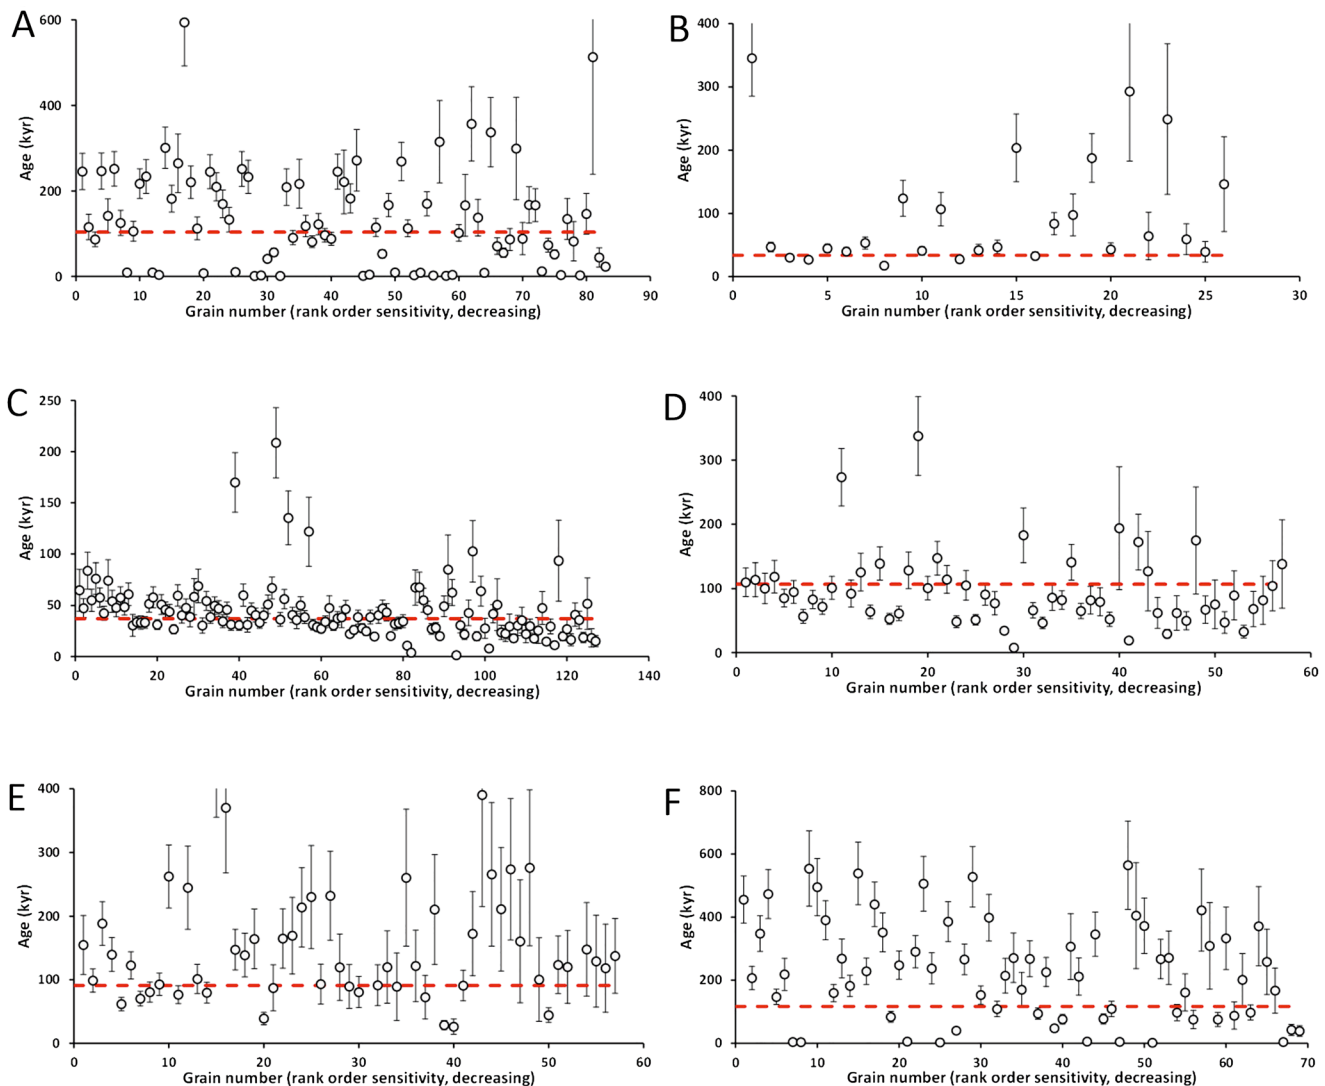 A
600
400
200
0
Age (kyr)
0 10 20 30 40 50 60 70 80 90
Grain number (rank order sensitivity, decreasing)
B
400
300
200
100
0
Age (kyr)
0 5 10 15 20 25 30
Grain number (rank order sensitivity, decreasing)
C
250
200
150
100
50
0
Age (kyr)
0 20 40 60 80 100 120 140
Grain number (rank order sensitivity, decreasing)
D
400
300
200
100
0
Age (kyr)
0 10 20 30 40 50 60
Grain number (rank order sensitivity, decreasing)
E
400
300
200
100
0
Age (kyr)
0 10 20 30 40 50 60
Grain number (rank order sensitivity, decreasing)
F
800
600
400
200
0
Age (kyr)
0 10 20 30 40 50 60 70
Grain number (rank order sensitivity, decreasing)